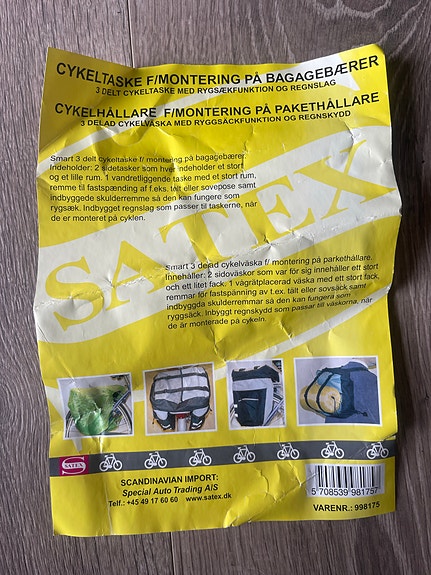 CYKELTASKE F/MONTERING PÅ BAGAGEBÆRER
3 DELT CYKELTASKE MED RYGSÆKFUNKTION OG REGNSLAG
CYKELHÅLLARE F/MONTERING PÅ PAKETHÅLLARE
3 DELAD CYKELVÄSKA MED RYGGSÄCKFUNKTION OG REGNSKYDD
SATEX
Smart 3 delt cykeltaske f/ montering på bagagebærer.
Indeholder: 2 sidetasker som hver indeholder et stort
og et lille rum. 1 vandretliggende taske med et stort rum,
remme til fastspænding af f.eks. telt eller sovepose samt
indbyggede skulderremme så den kan fungere som
rygsæk. Indbygget regnslag som passer til taskerne, når
de er monteret på cyklen.
Smart 3 delad cykelväska f/ montering på parkethållare.
Innehåller: 2 sidoväskor som var för sig innehåller ett stort
och ett litet fack. 1 vågrätplacerad väska med ett stort fack,
remmar för fastspänning av t.ex. tält eller sovsäck samt
indbyggda skulderremmar så den kan fungera som
ryggsäck. Inbyggt regnskydd som passar till väskorna, når
de är monterade på cykeln.
S
SATEX
SCANDINAVIAN IMPORT:
Special Auto Trading A/S
Telf.: +45 49 17 60 60 www.satex.dk
5 708539 981757
VARENR.: 998175